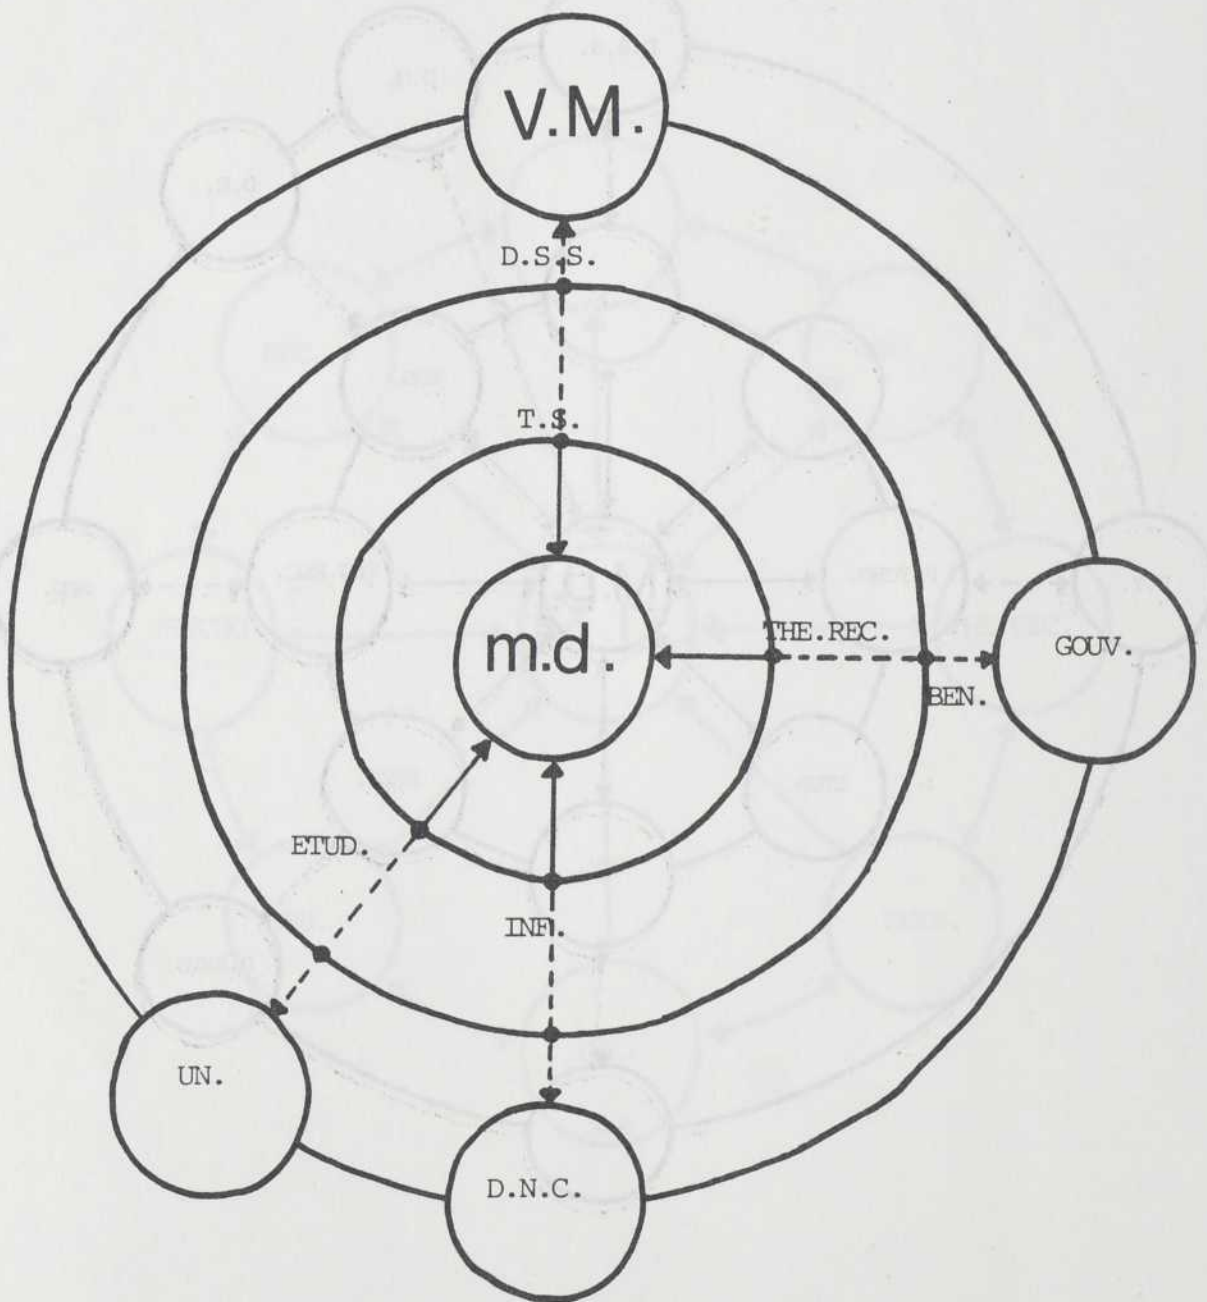 V.M.
D.S.S.
T.S.
m.d.
THE.REC.
GOUV.
BEN.
ETUD.
INF.
UN.
D.N.C.